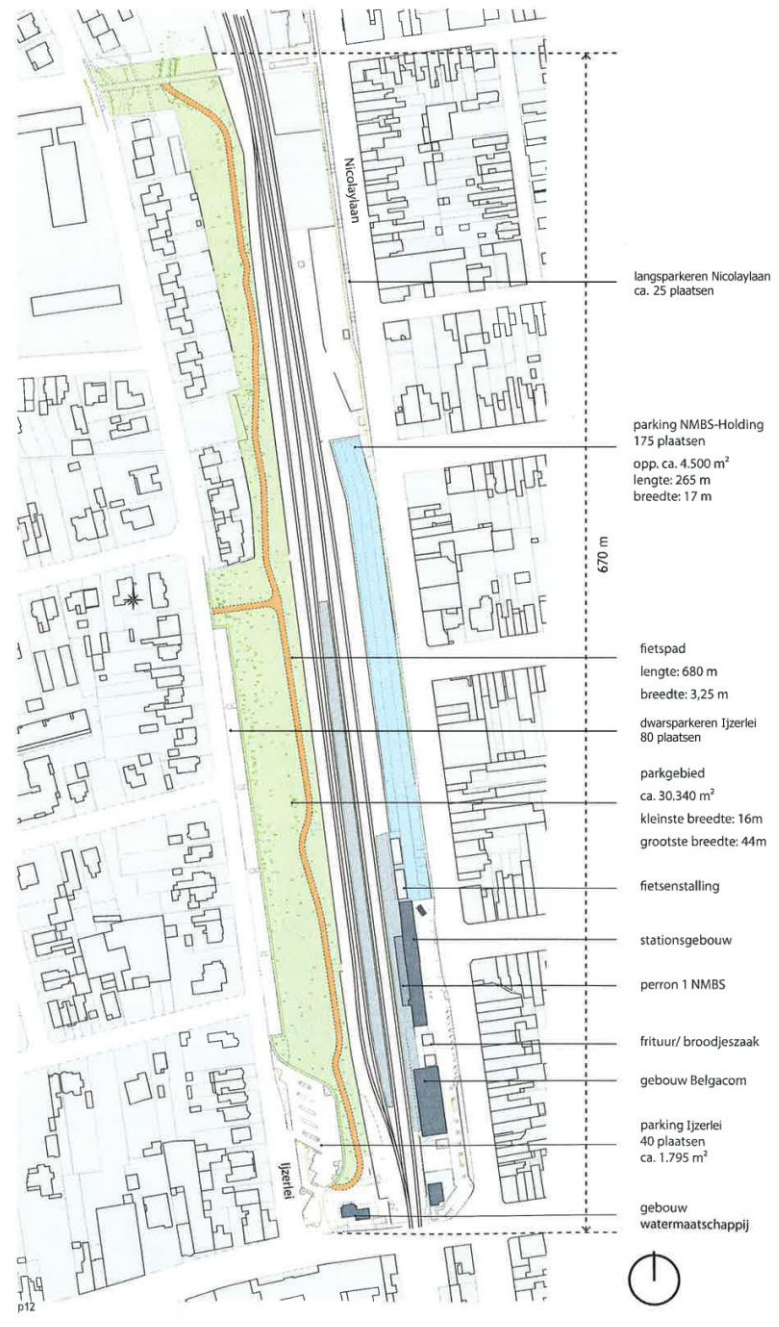 Nicolaylaan
langsparkeren Nicolaylaan
ca. 25 plaatsen
parking NMBS-Holding
175 plaatsen
opp. ca. 4.500 m²
lengte: 265 m
breedte: 17 m
670 m
fietspad
lengte: 680 m
breedte: 3,25 m
dwarsparkeren Ijzerlei
80 plaatsen
parkgebied
ca. 30,340 m²
kleinste breedte: 16m
grootste breedte: 44m
fietsenstalling
stationsgebouw
perron 1 NMBS
frituur/ broodjeszaak
gebouw Belgacom
parking Ijzerlei
40 plaatsen
ca. 1.795 m²
Ijzerlei
gebouw
watermaatschappij
p12